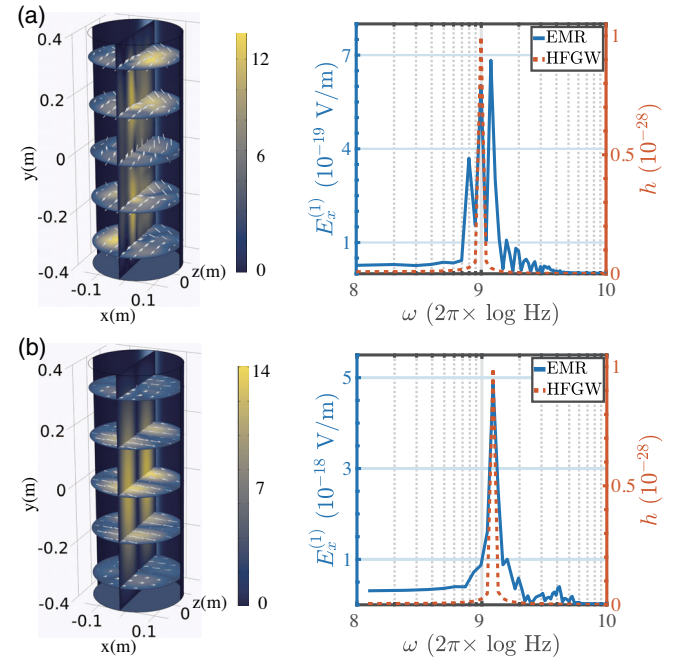 (a)
0.4
0.2
0
-0.2
-0.4
y(m)
-0.1
0.1
x(m)
0
z(m)
12
6
0
EMR
HFGW
7
4
1
E_x^{(1)} (10^{-19} V/m)
1
0.5
0
h (10^{-28})
8
9
10
ω (2π× log Hz)
(b)
0.4
0.2
0
-0.2
-0.4
y(m)
-0.1
0.1
x(m)
0
z(m)
14
7
0
EMR
HFGW
5
3
1
E_x^{(1)} (10^{-18} V/m)
1
0.5
0
h (10^{-28})
8
9
10
ω (2π× log Hz)